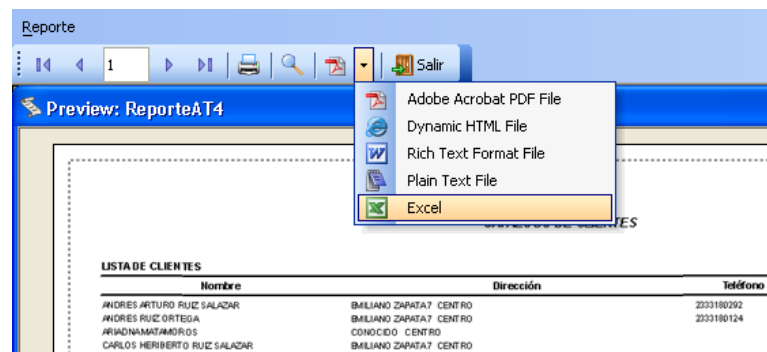 Reporte
1 Salir
Preview: ReporteAT4
Adobe Acrobat PDF File
Dynamic HTML File
Rich Text Format File
Plain Text File
Excel
LISTA DE CLIENTES
Nombre Dirección Teléfono
ANDRES ARTURO RUIZ SALAZAR EMILIANO ZAPATA 7 CENTRO 2333180292
ANDRES RUIZ ORTEGA EMILIANO ZAPATA 7 CENTRO 2333180124
ARIADNA MATAMOROS CONOCIDO CENTRO
CARLOS HERIBERTO RUIZ SALAZAR EMILIANO ZAPATA 7 CENTRO